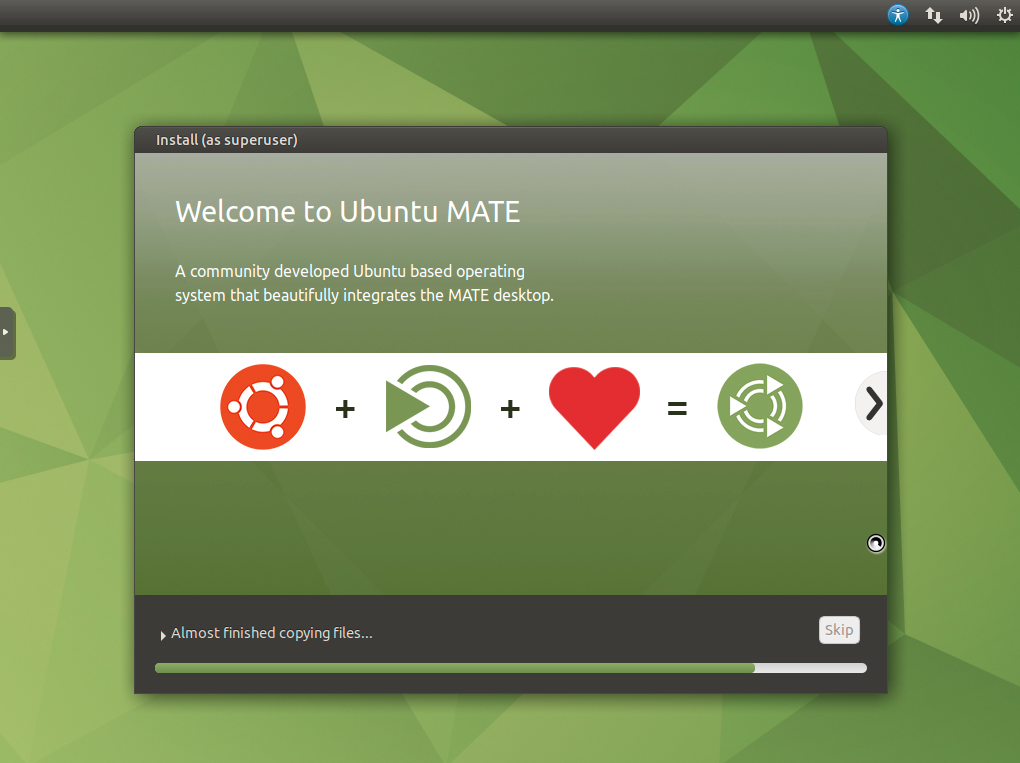 Install (as superuser)
Welcome to Ubuntu MATE
A community developed Ubuntu based operating
system that beautifully integrates the MATE desktop.
+ + =
Almost finished copying files...
Skip